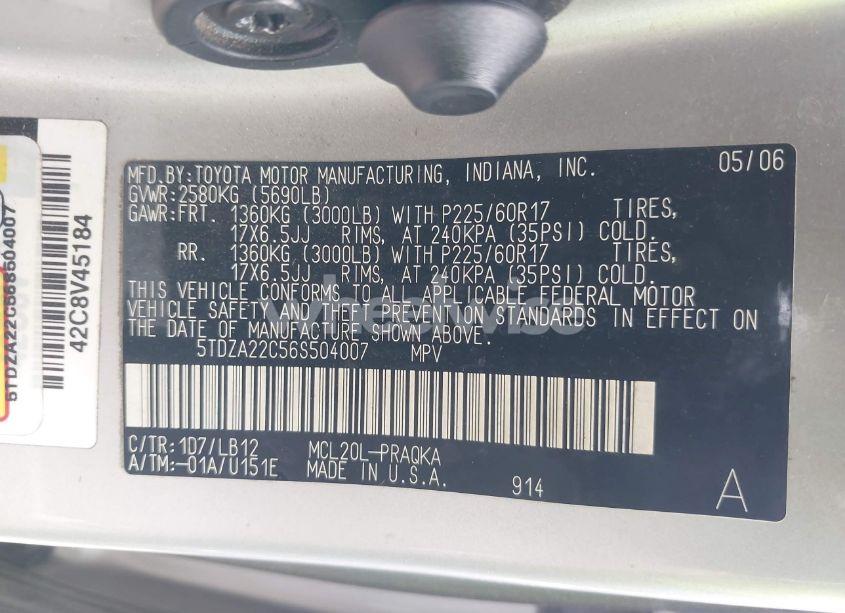 MFD.BY:TOYOTA MOTOR MANUFACTURING, INDIANA, INC. 05/06
GVWR:2580KG (5690LB)
GAWR:FRT. 1360KG (3000LB) WITH P225/60R17 TIRES,
17X6.5JJ RIMS, AT 240KPA (35PSI) COLD.
RR. 1360KG (3000LB) WITH P225/60R17 TIRES,
17X6.5JJ RIMS, AT 240KPA (35PSI) COLD.
THIS VEHICLE CONFORMS TO ALL APPLICABLE FEDERAL MOTOR
VEHICLE SAFETY AND THEFT PREVENTION STANDARDS IN EFFECT ON
THE DATE OF MANUFACTURE SHOWN ABOVE.
5TDZA22C56S504007 MPV
C/TR:1D7/LB12 MCL20L-PRAQKA
A/TM:-01A/U151E MADE IN U.S.A.
914
A
42C8V45184
5TDZA22C56S504007